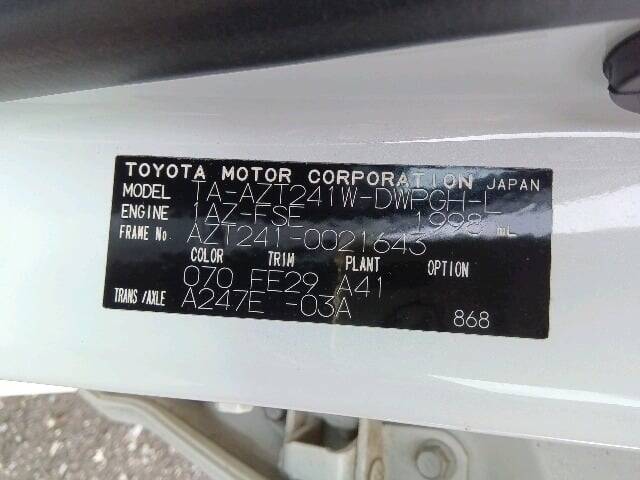 TOYOTA MOTOR CORPORATION JAPAN
MODEL TA-AZT241W-DWPGH-L
ENGINE 1AZ-FSE 1998 mL
FRAME No. AZT241-0021643
COLOR TRIM PLANT OPTION
070 FE29 A41
TRANS/AXLE A247E -03A
868